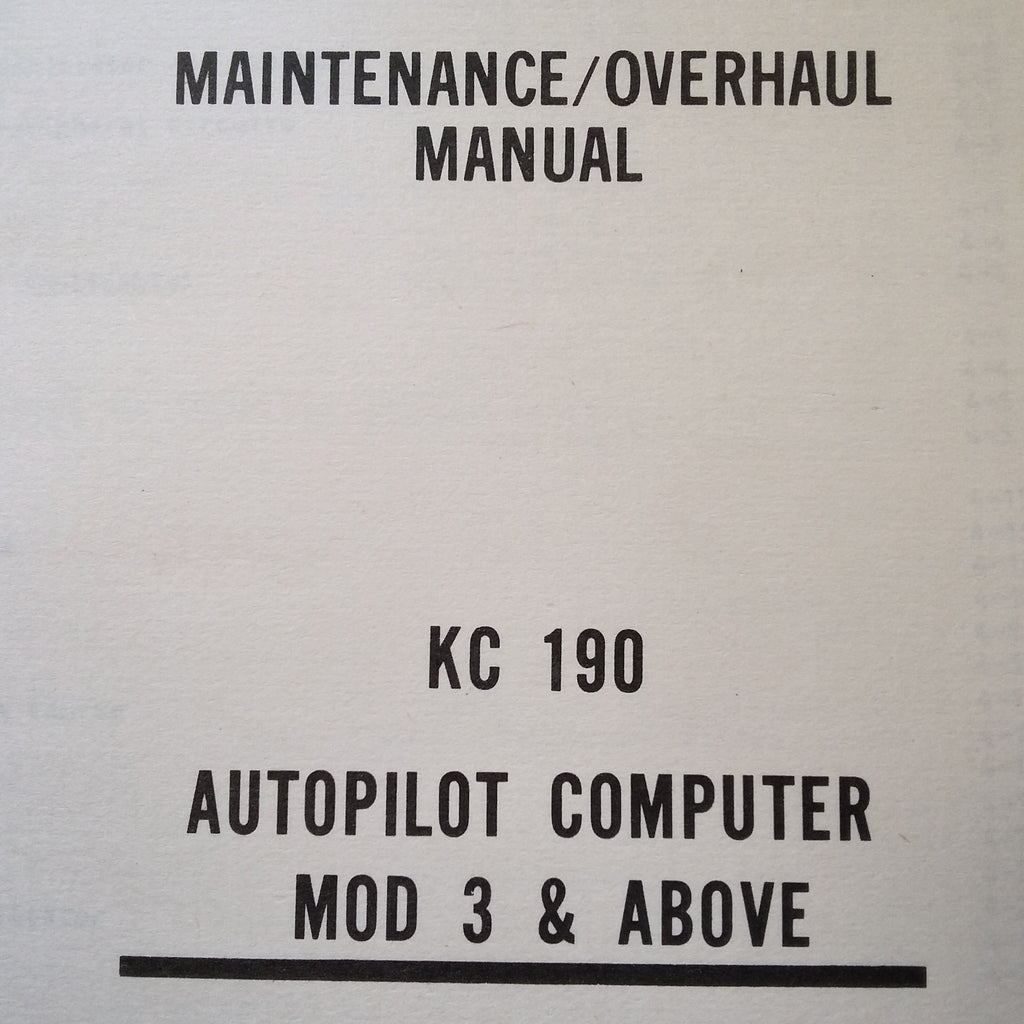 MAINTENANCE/OVERHAUL
MANUAL
KC 190
AUTOPILOT COMPUTER
MOD 3 & ABOVE